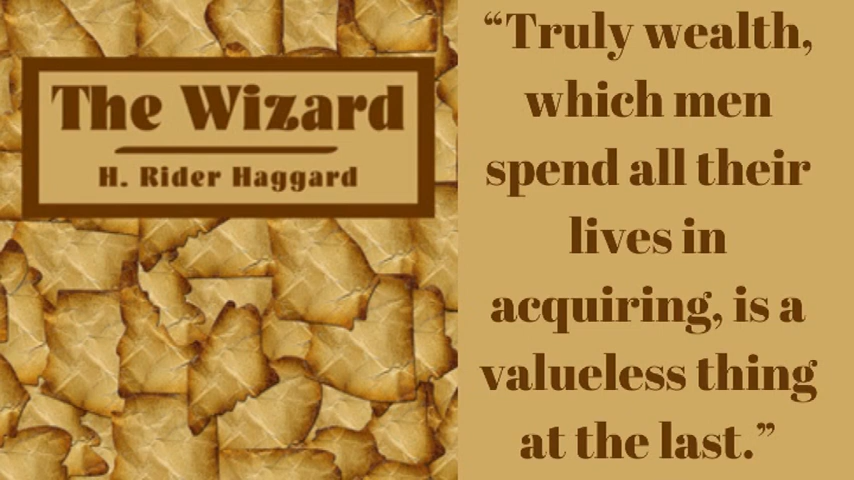 The Wizard
H. Rider Haggard
“Truly wealth,
which men
spend all their
lives in
acquiring, is a
valueless thing
at the last.”